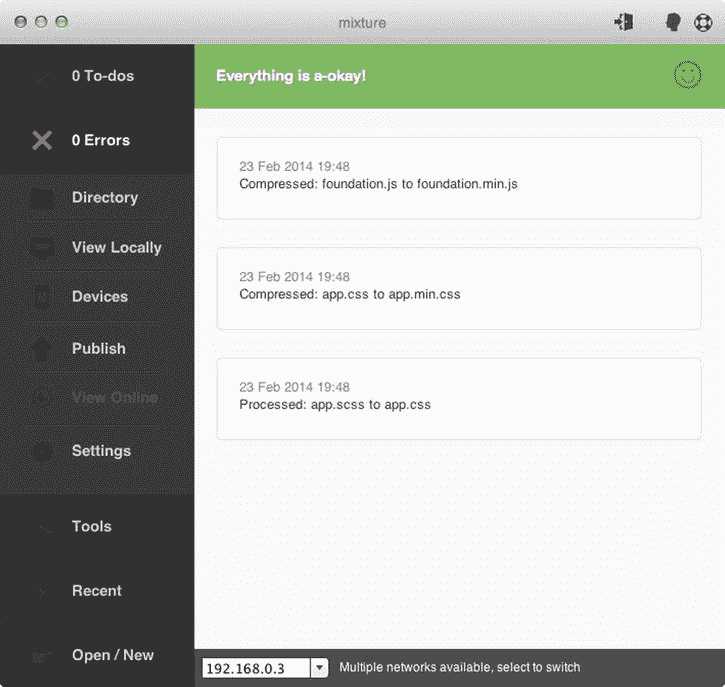 mixture
0 To-dos
0 Errors
Directory
View Locally
Devices
Publish
View Online
Settings
Tools
Recent
Open / New
Everything is a-okay!
23 Feb 2014 19:48
Compressed: foundation.js to foundation.min.js
23 Feb 2014 19:48
Compressed: app.css to app.min.css
23 Feb 2014 19:48
Processed: app.scss to app.css
192.168.0.3
Multiple networks available, select to switch